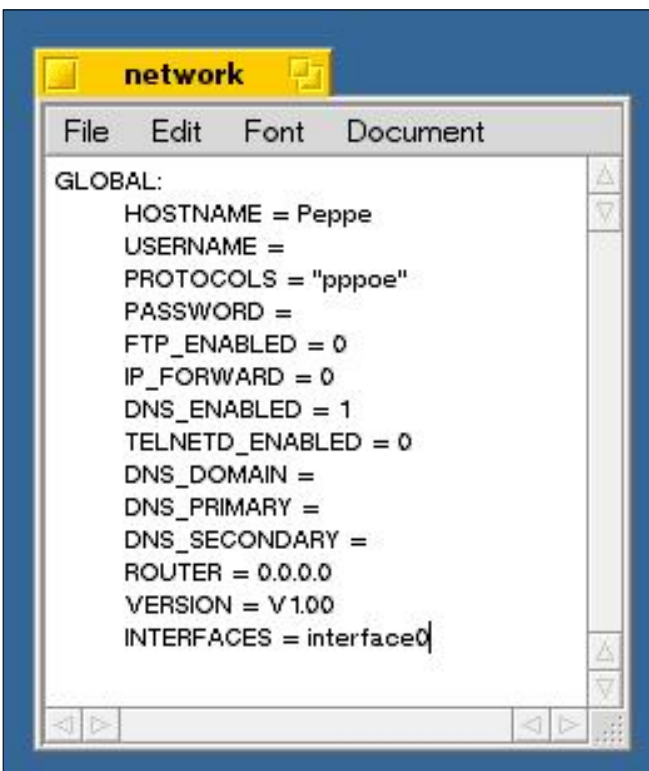 network
File Edit Font Document
GLOBAL:
HOSTNAME = Peppe
USERNAME =
PROTOCOLS = "pppoe"
PASSWORD =
FTP_ENABLED = 0
IP_FORWARD = 0
DNS_ENABLED = 1
TELNETD_ENABLED = 0
DNS_DOMAIN =
DNS_PRIMARY =
DNS_SECONDARY =
ROUTER = 0.0.0.0
VERSION = V1.00
INTERFACES = interface0